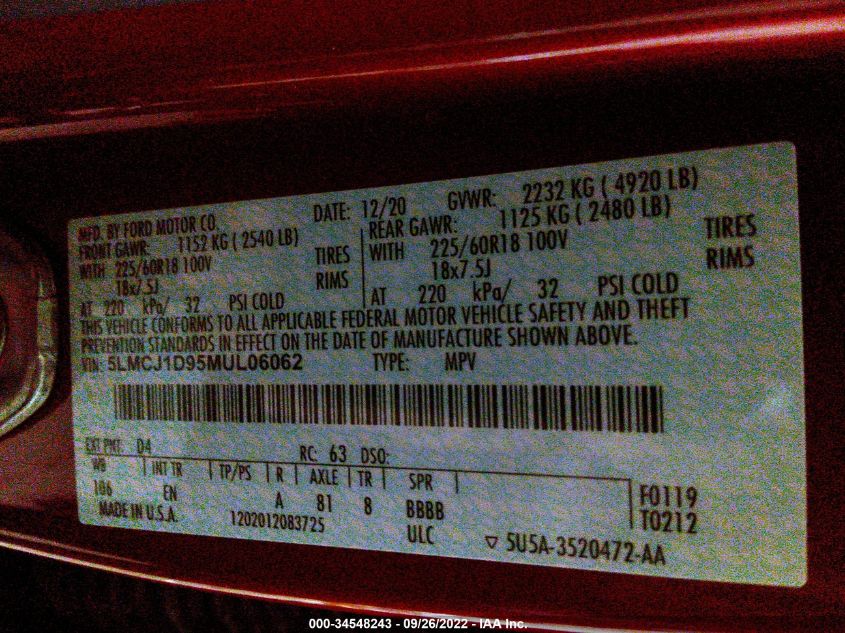 MFD. BY FORD MOTOR CO. DATE: 12/20 GVWR: 2232 KG ( 4920 LB)
FRONT GAWR: 1152 KG ( 2540 LB) REAR GAWR: 1125 KG ( 2480 LB)
WITH 225/60R18 100V TIRES WITH 225/60R18 100V TIRES
18x7.5J RIMS 18x7.5J RIMS
AT 220 kPa/ 32 PSI COLD AT 220 kPa/ 32 PSI COLD
THIS VEHICLE CONFORMS TO ALL APPLICABLE FEDERAL MOTOR VEHICLE SAFETY AND THEFT
PREVENTION STANDARDS IN EFFECT ON THE DATE OF MANUFACTURE SHOWN ABOVE.
VIN: 5LMCJ1D95MUL06062 TYPE: MPV
EXT PNT: D4 RC: 63 DSO:
WB INT TR TP/PS R AXLE TR SPR
106 EN A 81 8 BBBB F0119
MADE IN U.S.A. 1202012083725 ULC T0212
▽ 5U5A-3520472-AA
000-34548243 - 09/26/2022 - IAA Inc.